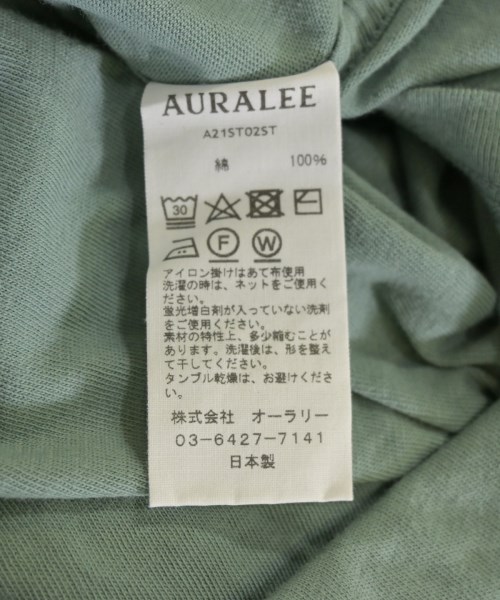 AURALEE
A21ST02ST
綿 100%
30
F W
アイロン掛けはあて布使用
洗濯の時は、ネットをご使用く
ださい。
蛍光増白剤が入っていない洗剤
をご使用ください。
素材の特性上、多少縮むことが
あります。洗濯後は、形を整え
て干してください。
タンブル乾燥は、お避けくださ
い。
株式会社 オーラリー
03-6427-7141
日本製